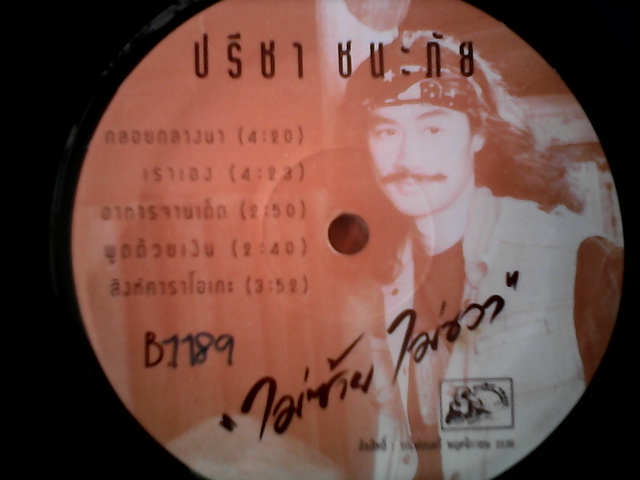 ปรีชา ชนะภัย
กลอยกลางนา (4:20)
เราเอง (4:23)
อาหารจานเด็ด (2:50)
พูดด้วยเงิน (2:40)
สิงห์คาราโอเกะ (3:52)
B1189
"ไม่ซ้าย ไม่ขวา"